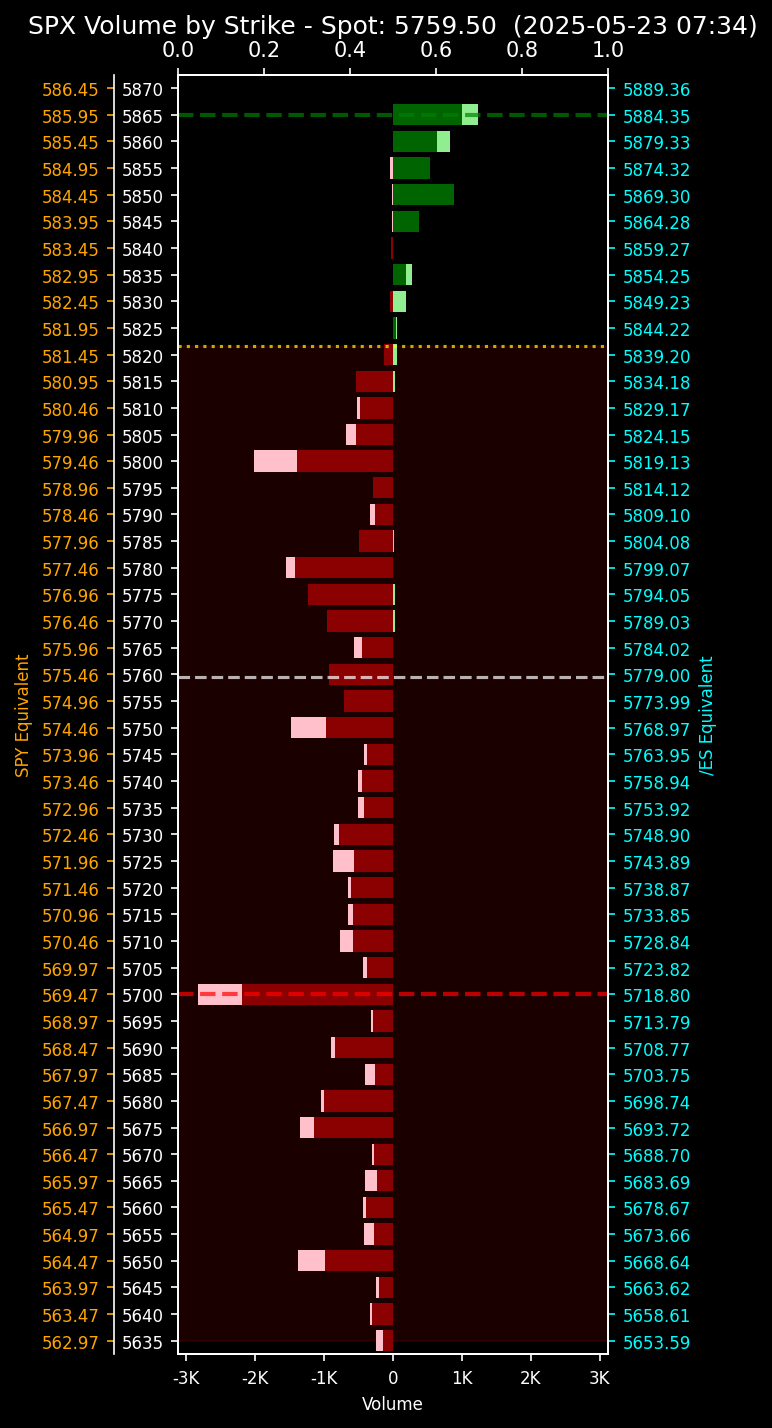 SPX Volume by Strike - Spot: 5759.50 (2025-05-23 07:34)
0.0 0.2 0.4 0.6 0.8 1.0
586.45 5870 5889.36
585.95 5865 5884.35
585.45 5860 5879.33
584.95 5855 5874.32
584.45 5850 5869.30
583.95 5845 5864.28
583.45 5840 5859.27
582.95 5835 5854.25
582.45 5830 5849.23
581.95 5825 5844.22
581.45 5820 5839.20
580.95 5815 5834.18
580.46 5810 5829.17
579.96 5805 5824.15
579.46 5800 5819.13
578.96 5795 5814.12
578.46 5790 5809.10
577.96 5785 5804.08
577.46 5780 5799.07
576.96 5775 5794.05
576.46 5770 5789.03
575.96 5765 5784.02
575.46 5760 5779.00
574.96 5755 5773.99
574.46 5750 5768.97
573.96 5745 5763.95
573.46 5740 5758.94
572.96 5735 5753.92
572.46 5730 5748.90
571.96 5725 5743.89
571.46 5720 5738.87
570.96 5715 5733.85
570.46 5710 5728.84
569.97 5705 5723.82
569.47 5700 5718.80
568.97 5695 5713.79
568.47 5690 5708.77
567.97 5685 5703.75
567.47 5680 5698.74
566.97 5675 5693.72
566.47 5670 5688.70
565.97 5665 5683.69
565.47 5660 5678.67
564.97 5655 5673.66
564.47 5650 5668.64
563.97 5645 5663.62
563.47 5640 5658.61
562.97 5635 5653.59
SPY Equivalent
/ES Equivalent
-3K -2K -1K 0 1K 2K 3K
Volume